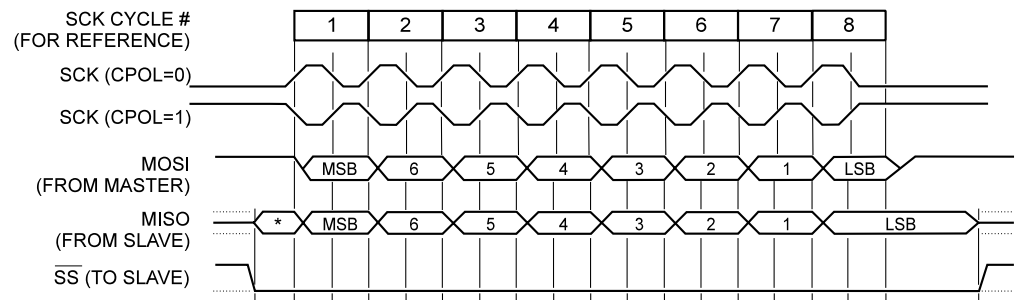 SCK CYCLE # 1 2 3 4 5 6 7 8
(FOR REFERENCE)
SCK (CPOL=0)
SCK (CPOL=1)
MOSI MSB 6 5 4 3 2 1 LSB
(FROM MASTER)
MISO * MSB 6 5 4 3 2 1 LSB
(FROM SLAVE)
SS (TO SLAVE)